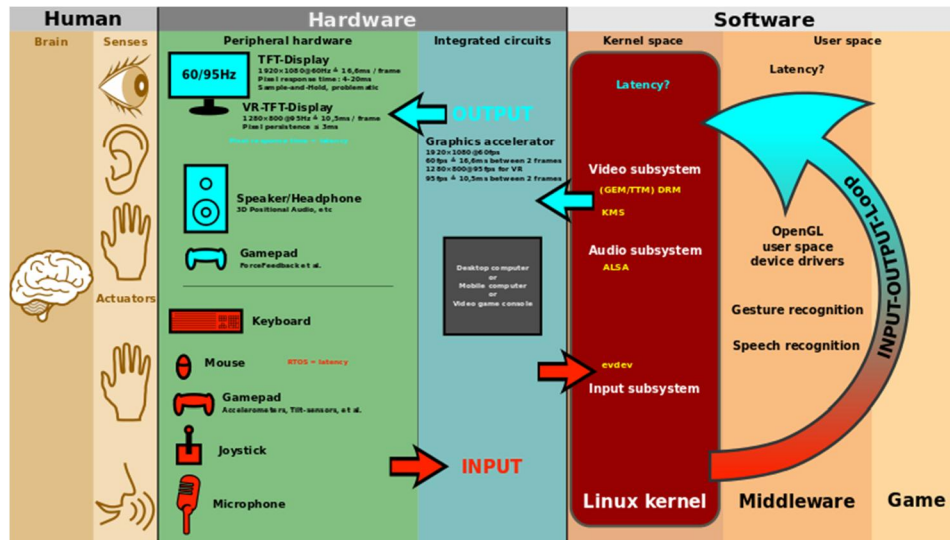 Human
Hardware
Software
Brain
Senses
Peripheral hardware
Integrated circuits
Kernel space
User space
60/95Hz
TFT-Display
1920×1080@60Hz ≙ 16,6ms / frame
Pixel response time: 4-20ms
Sample-and-Hold, problematic
VR-TFT-Display
1280×800@95Hz ≙ 10,5ms / frame
Pixel persistence ≤ 3ms
OUTPUT
Graphics accelerator
1920×1080@60fps
60fps ≙ 16,6ms between 2 frames
1280×800@95fps for VR
95fps ≙ 10,5ms between 2 frames
Latency?
Latency?
Video subsystem
(GEM/TTM) DRM
KMS
Audio subsystem
ALSA
OpenGL
user space
device drivers
Gesture recognition
Speech recognition
INPUT-OUTPUT-Loop
Speaker/Headphone
3D Positional Audio, etc
Gamepad
ForceFeedback et al.
Desktop computer
or
Mobile computer
or
Video game console
Actuators
Keyboard
Mouse
RTOS = latency
Gamepad
Accelerometers, Tilt-sensors, et al.
Joystick
Microphone
evdev
Input subsystem
INPUT
Linux kernel
Middleware
Game